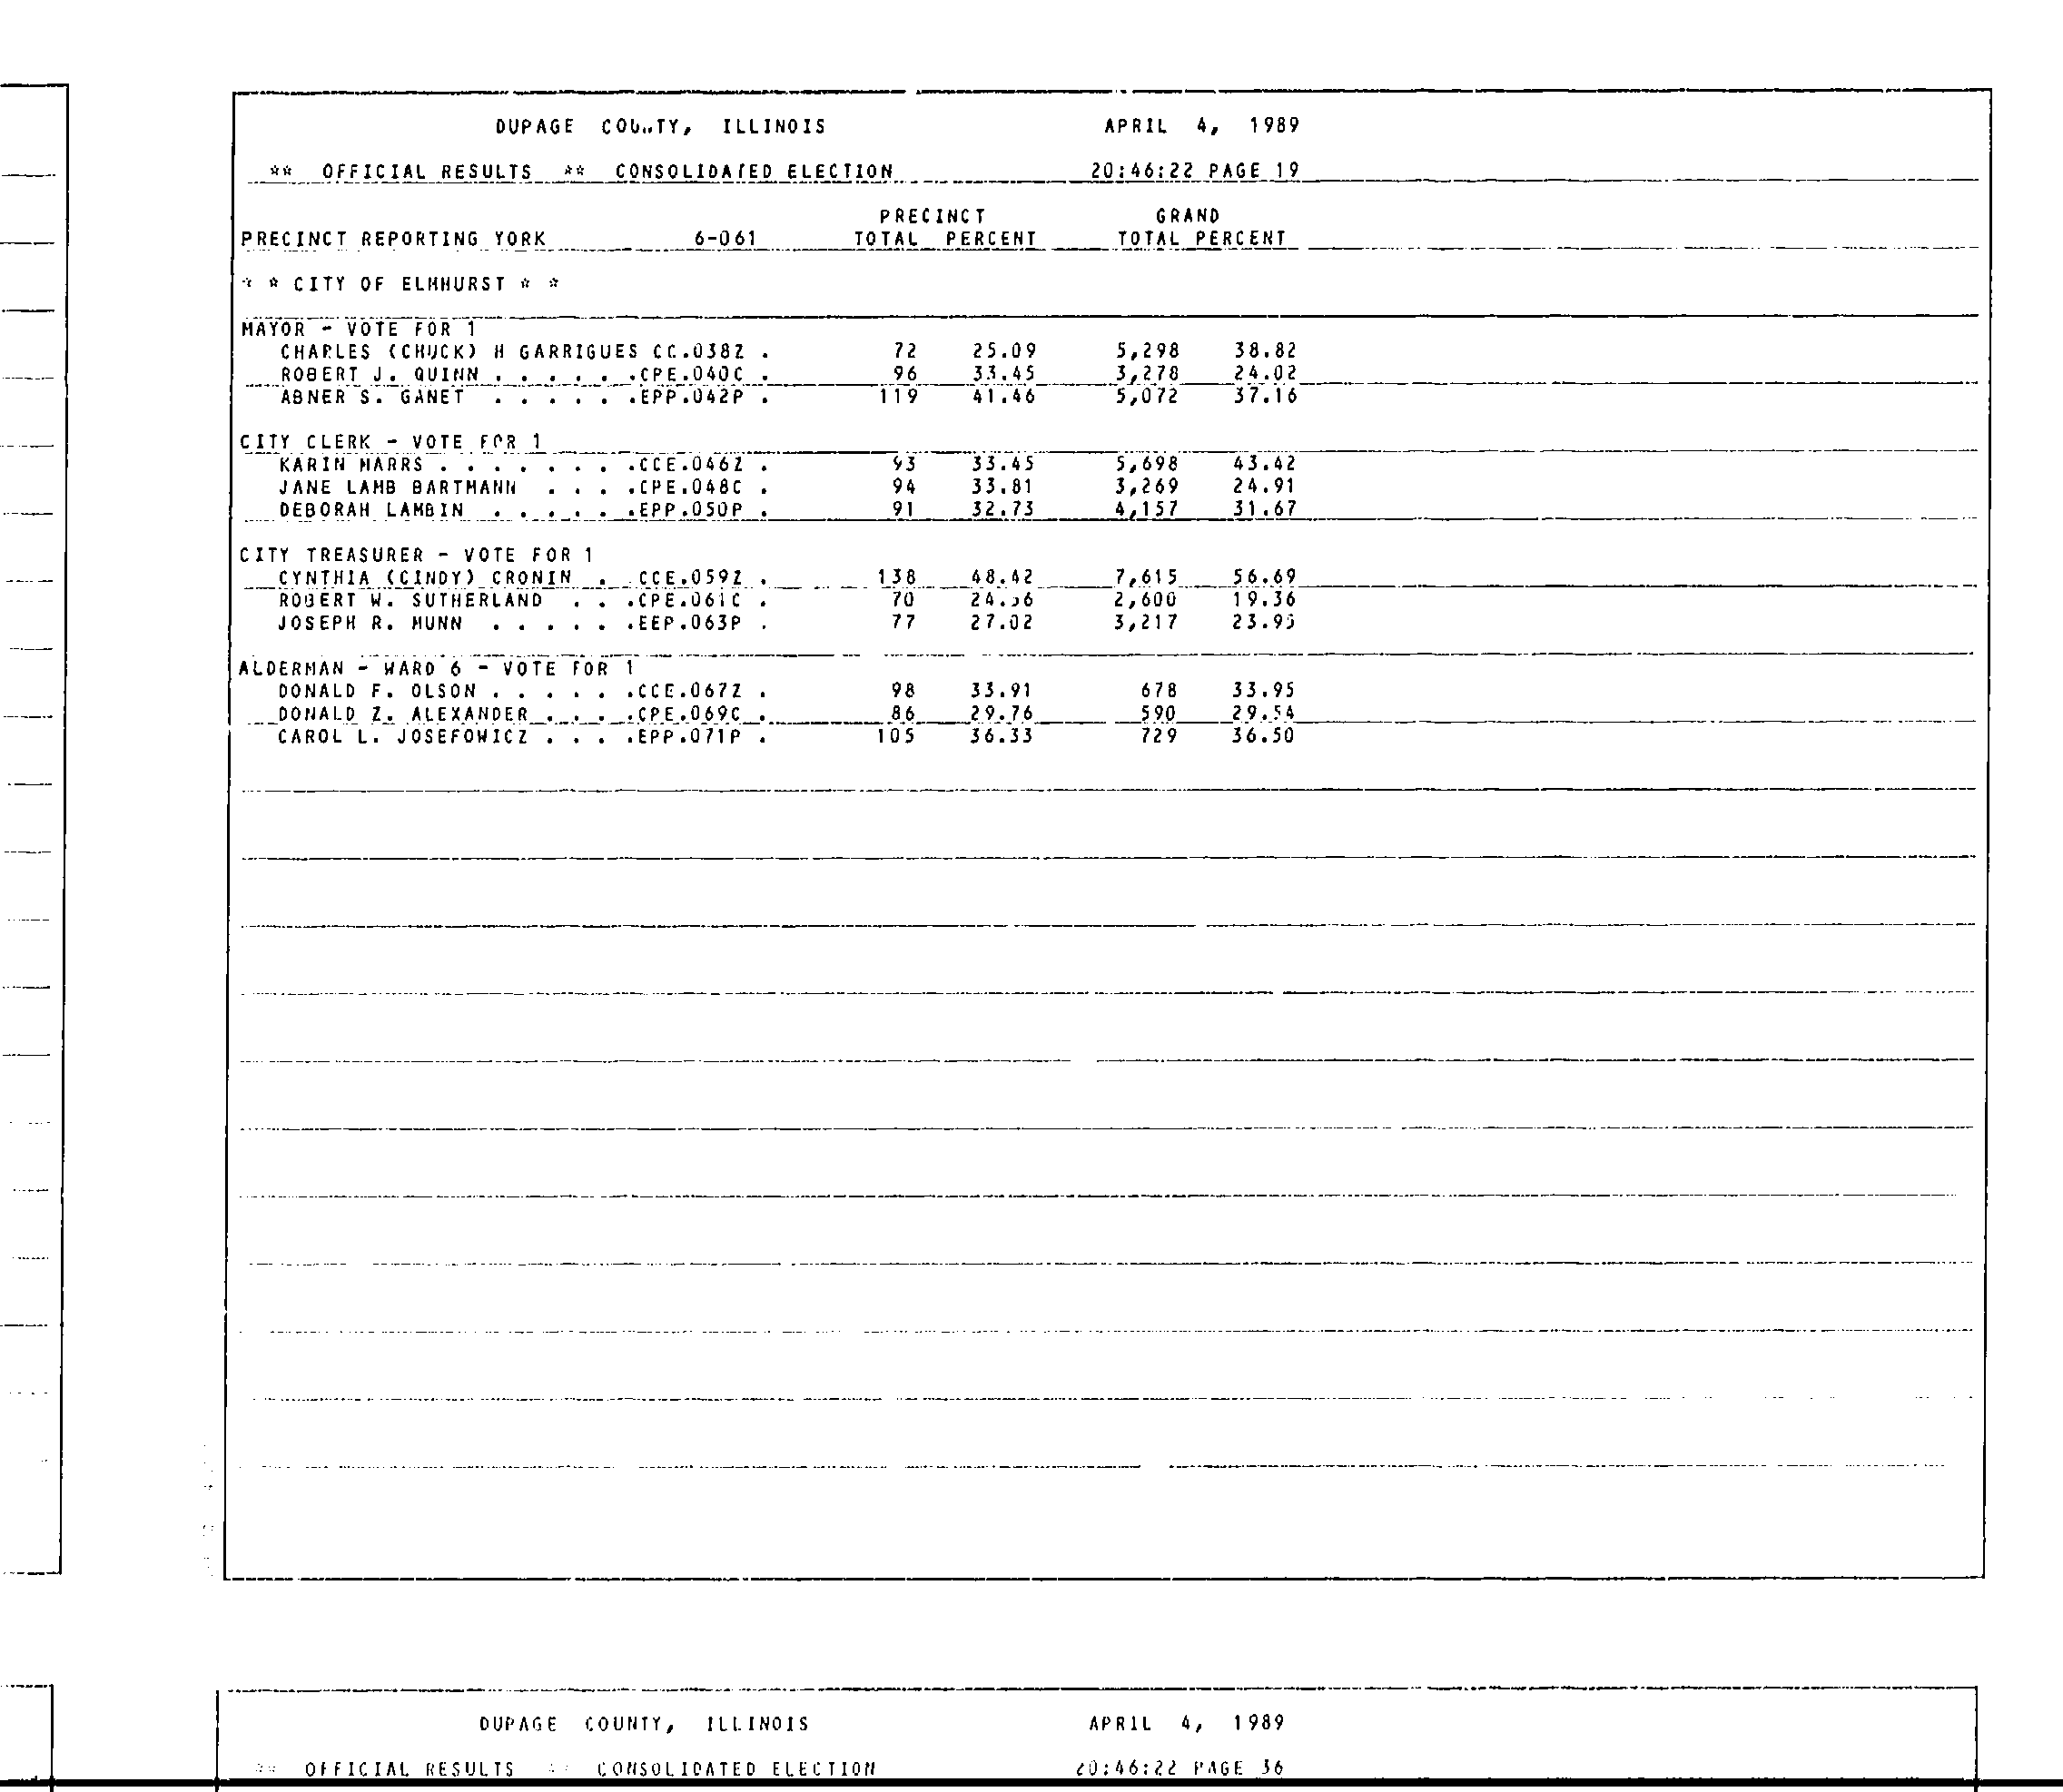 DUPAGE COUNTY, ILLINOIS APRIL 4, 1989
** OFFICIAL RESULTS ** CONSOLIDATED ELECTION 20:46:22 PAGE 19
PRECINCT GRAND
PRECINCT REPORTING YORK 6-061 TOTAL PERCENT TOTAL PERCENT
* * CITY OF ELMHURST * *
MAYOR - VOTE FOR 1
CHARLES (CHUCK) H GARRIGUES CC.038Z . 72 25.09 5,298 38.82
ROBERT J. QUINN . . . . . .CPE.040C . 96 33.45 3,278 24.02
ABNER S. GANET . . . . . .EPP.042P . 119 41.46 5,072 37.16
CITY CLERK - VOTE FOR 1
KARIN MARRS . . . . . . . .CCE.046Z . 93 33.45 5,698 43.42
JANE LAMB BARTMANN . . . .CPE.048C . 94 33.81 3,269 24.91
DEBORAH LAMBIN . . . . . .EPP.050P . 91 32.73 4,157 31.67
CITY TREASURER - VOTE FOR 1
CYNTHIA (CINDY) CRONIN . CCE.059Z . 138 48.42 7,615 56.69
ROBERT W. SUTHERLAND . . .CPE.061C . 70 24.56 2,600 19.36
JOSEPH R. MUNN . . . . . .EEP.063P . 77 27.02 3,217 23.95
ALDERMAN - WARD 6 - VOTE FOR 1
DONALD F. OLSON . . . . . .CCE.067Z . 98 33.91 678 33.95
DONALD Z. ALEXANDER . . . .CPE.069C . 86 29.76 590 29.54
CAROL L. JOSEFOWICZ . . . .EPP.071P . 105 36.33 729 36.50
DUPAGE COUNTY, ILLINOIS APRIL 4, 1989
** OFFICIAL RESULTS ** CONSOLIDATED ELECTION 20:46:22 PAGE 36